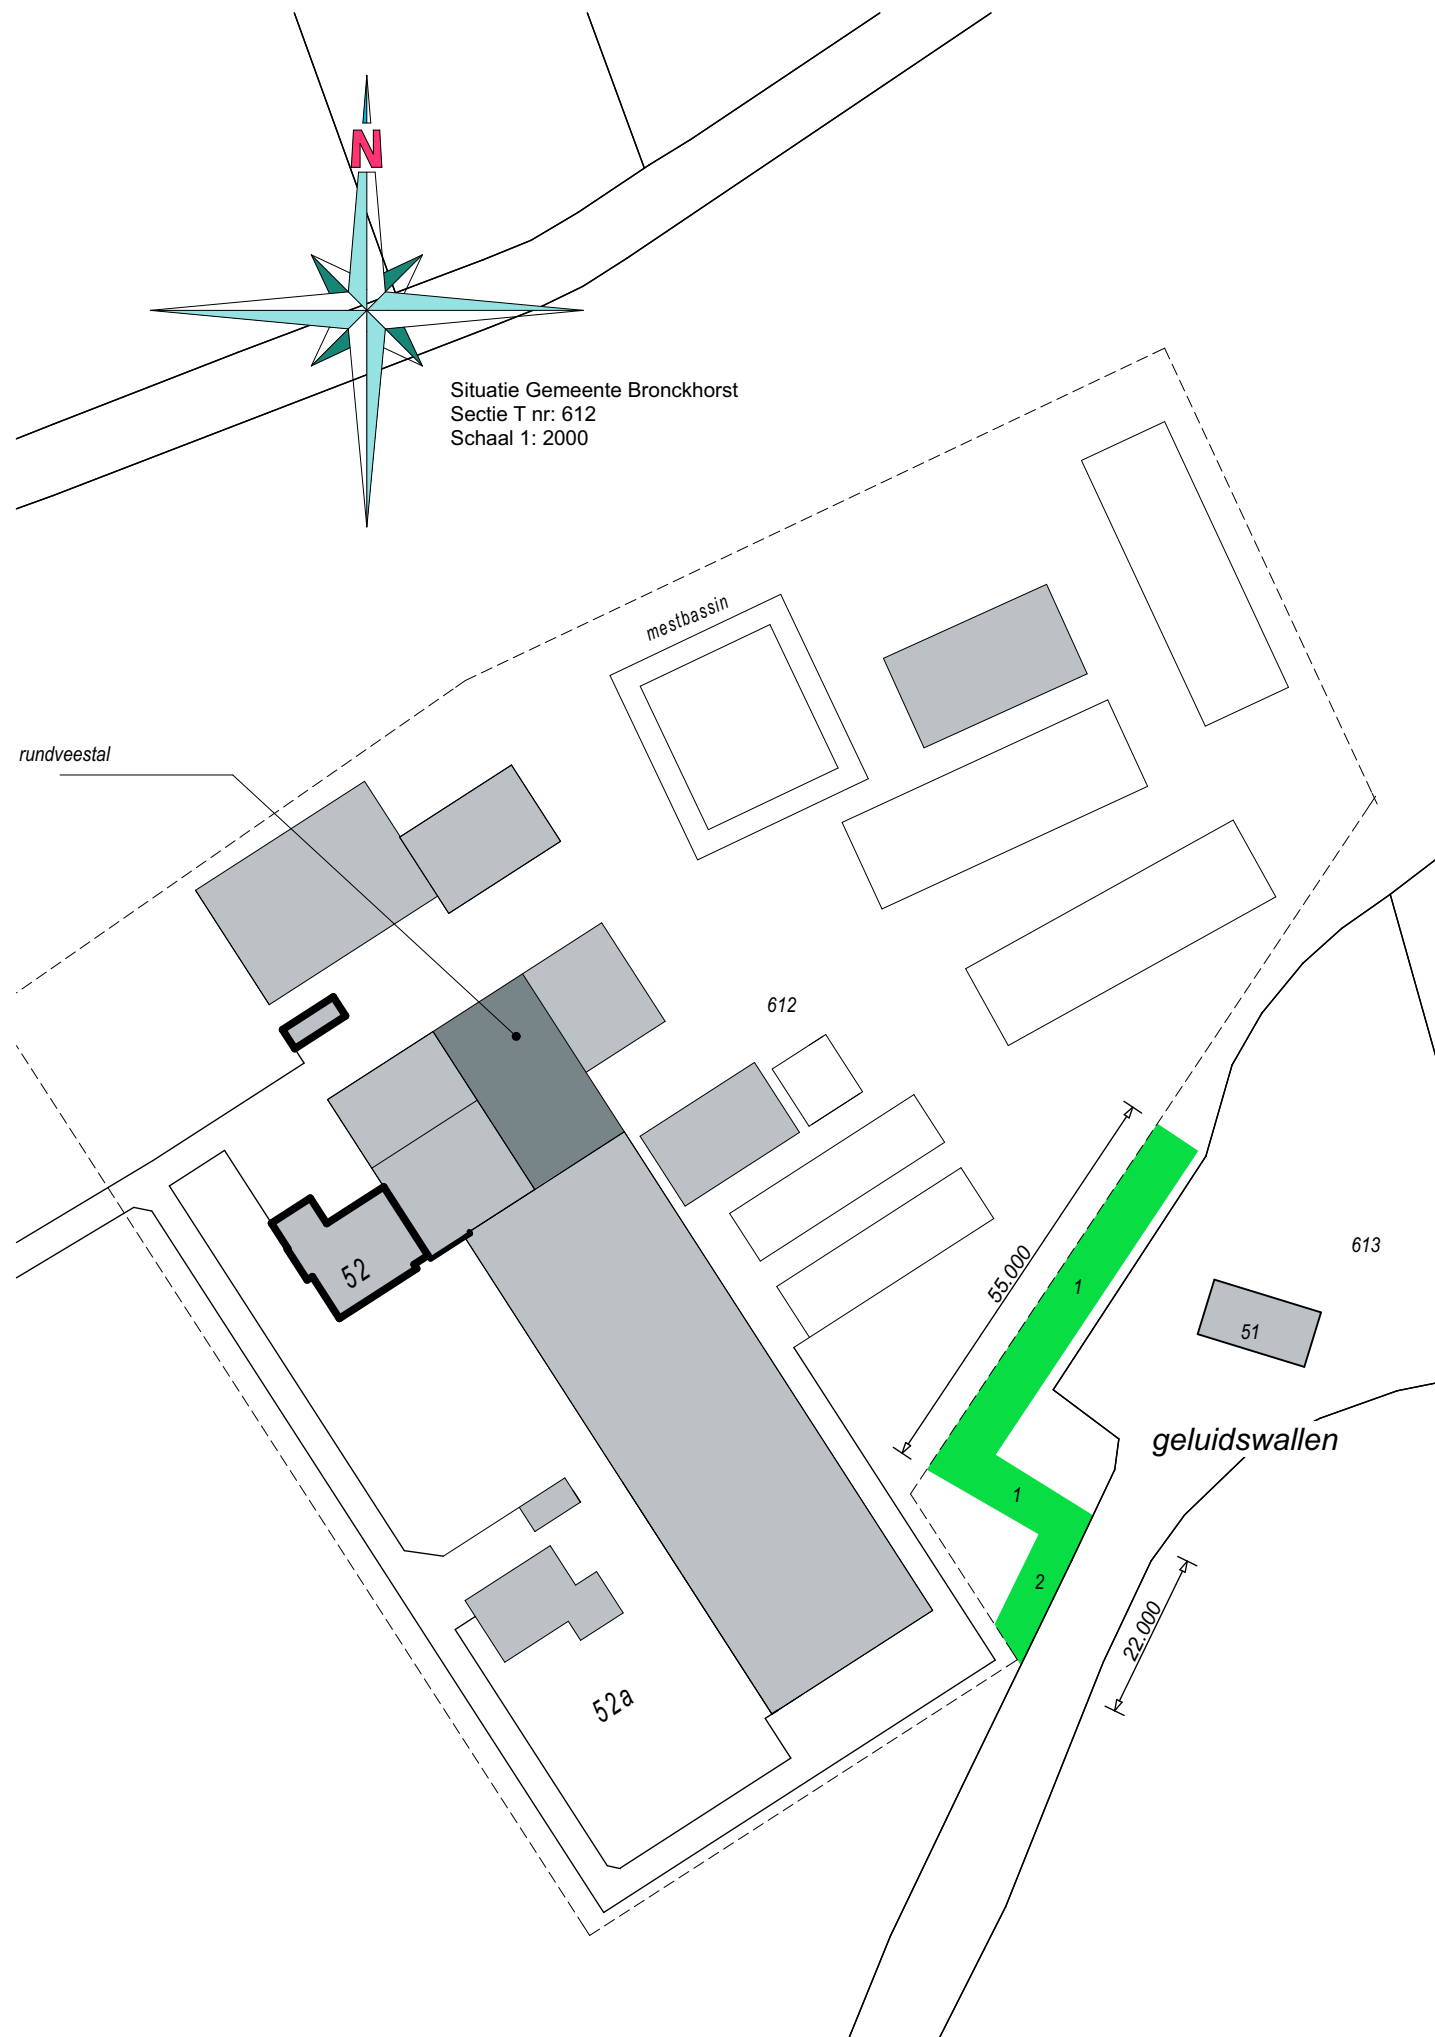 N
Situatie Gemeente Bronckhorst
Sectie T nr: 612
Schaal 1: 2000
mestbassin
rundveestal
612
55.000
613
1
51
52
geluidswallen
1
2
22.000
52a